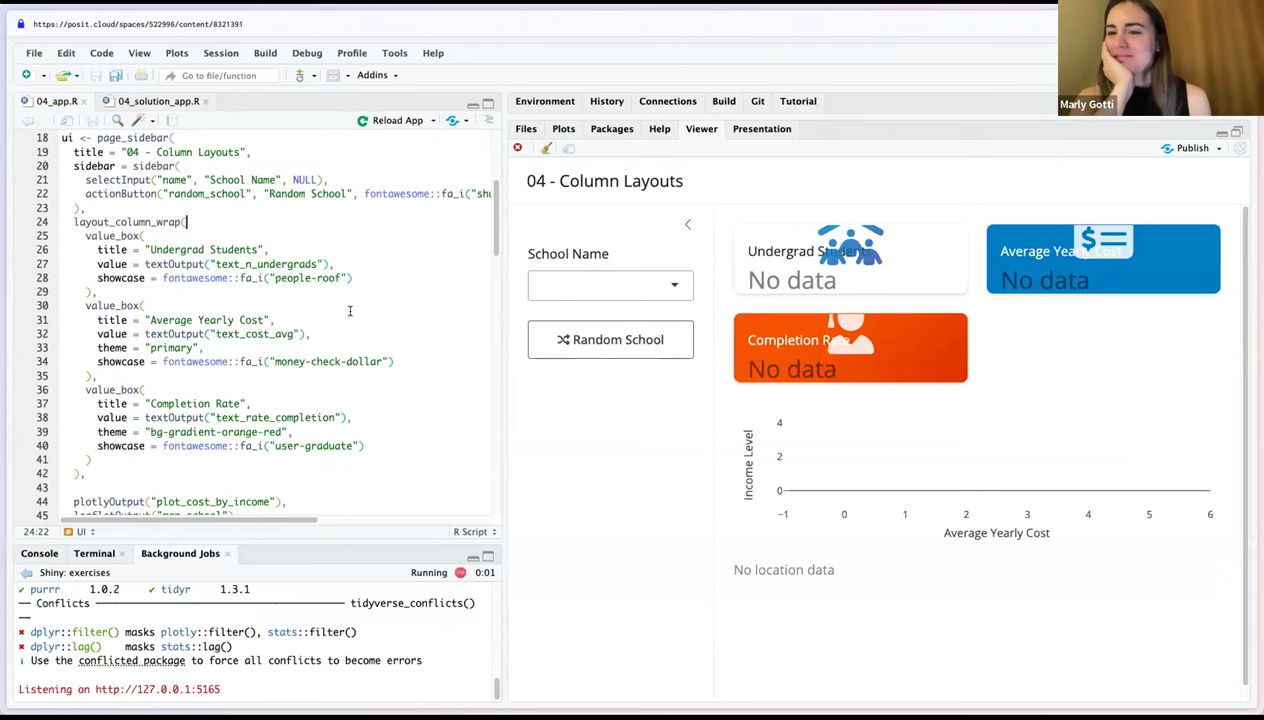 https://posit.cloud/spaces/522996/content/8321391
File Edit Code View Plots Session Build Debug Profile Tools Help
Go to file/function Addins
04_app.R 04_solution_app.R
Reload App
18 ui <- page_sidebar(
19 title = "04 - Column Layouts",
20 sidebar = sidebar(
21 selectInput("name", "School Name", NULL),
22 actionButton("random_school", "Random School", fontawesome::fa_i("shu
23 ),
24 layout_column_wrap(
25 value_box(
26 title = "Undergrad Students",
27 value = textOutput("text_n_undergrads"),
28 showcase = fontawesome::fa_i("people-roof")
29 ),
30 value_box(
31 title = "Average Yearly Cost",
32 value = textOutput("text_cost_avg"),
33 theme = "primary",
34 showcase = fontawesome::fa_i("money-check-dollar")
35 ),
36 value_box(
37 title = "Completion Rate",
38 value = textOutput("text_rate_completion"),
39 theme = "bg-gradient-orange-red",
40 showcase = fontawesome::fa_i("user-graduate")
41 )
42 ),
43
44 plotlyOutput("plot_cost_by_income"),
45
24:22 UI R Script
Console Terminal Background Jobs
Shiny: exercises Running 0:01
✔ purrr 1.0.2 ✔ tidyr 1.3.1
── Conflicts ── tidyverse_conflicts()
──
✖ dplyr::filter() masks plotly::filter(), stats::filter()
✖ dplyr::lag() masks stats::lag()
ℹ Use the conflicted package to force all conflicts to become errors
Listening on http://127.0.0.1:5165
Environment History Connections Build Git Tutorial
Files Plots Packages Help Viewer Presentation
Publish
04 - Column Layouts
School Name
Random School
Undergrad Students
No data
Average Yearly Cost
No data
Completion Rate
No data
Income Level
4
2
0
−1 0 1 2 3 4 5 6
Average Yearly Cost
No location data
Marly Gotti